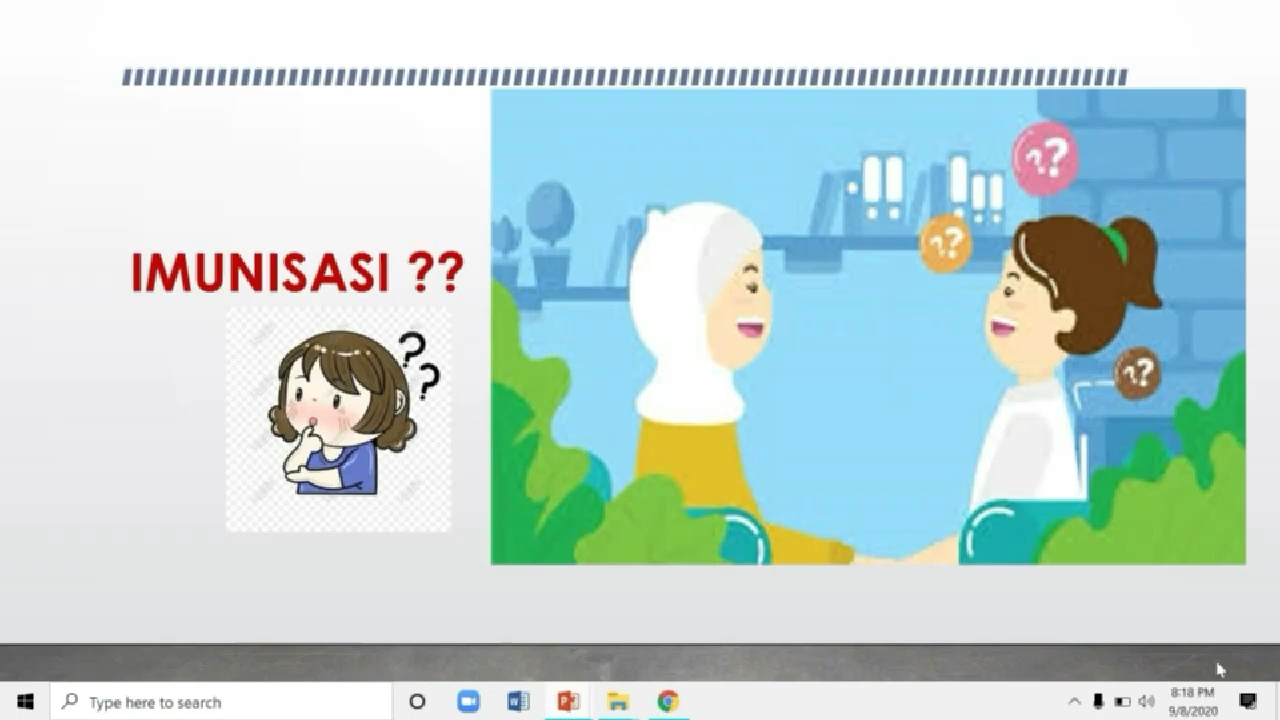 IMUNISASI ??
? ?
??
??
??
Type here to search
8:18 PM
9/8/2020